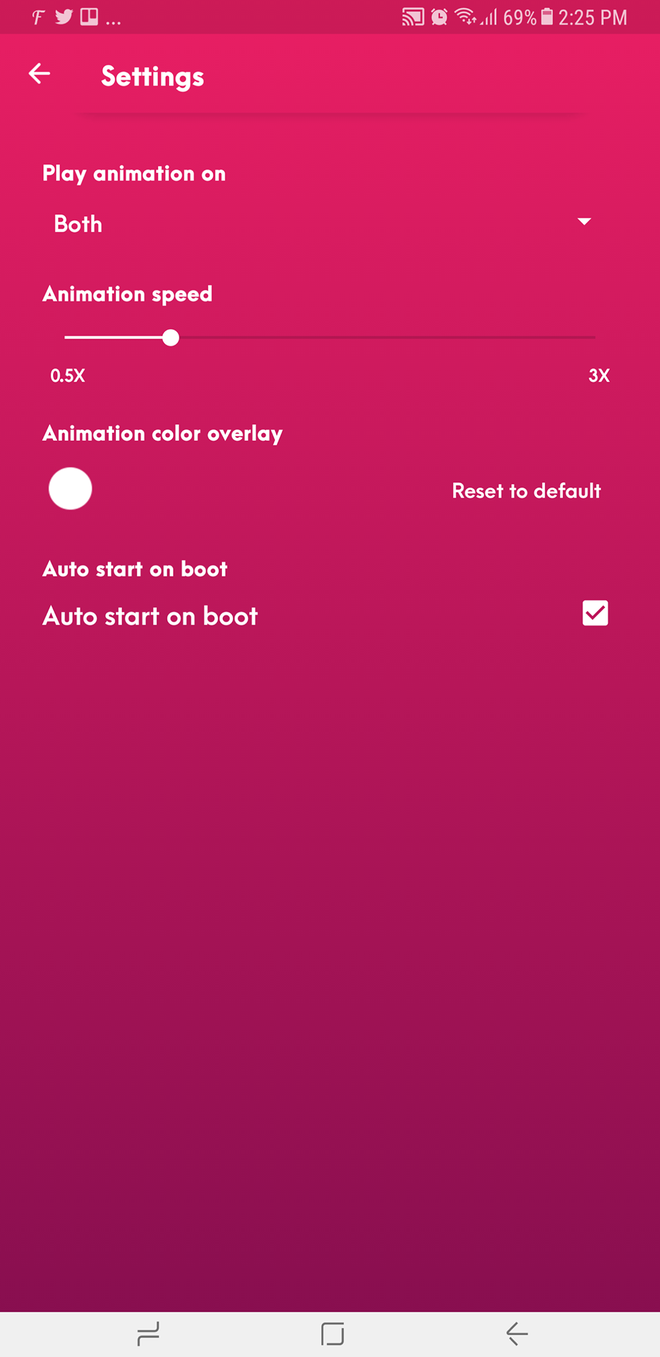 ... 69% 2:25 PM
Settings
Play animation on
Both
Animation speed
0.5X 3X
Animation color overlay
Reset to default
Auto start on boot
Auto start on boot